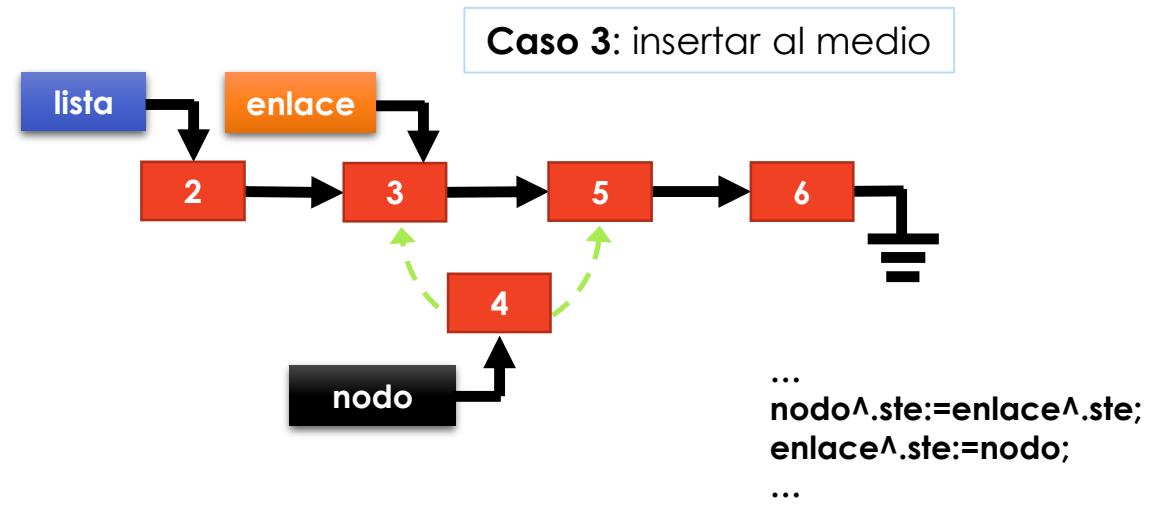 Caso 3: insertar al medio
lista
enlace
2
3
5
6
4
nodo
...
nodo^.ste:=enlace^.ste;
enlace^.ste:=nodo;
...